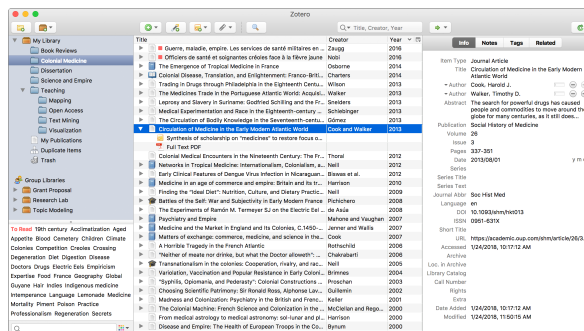 Zotero
Title, Creator, Year
My Library
Book Reviews
Colonial Medicine
Dissertation
Science and Empire
Teaching
Mapping
Open Access
Text Mining
Visualization
My Publications
Duplicate Items
Trash
Group Libraries
Grant Proposal
Research Lab
Topic Modeling
To Read 19th century Acclimatization Aged
Appetite Blood Cemetery Children Climate
Colonies Competition Creoles Crossing
Degeneration Diet Digestion Disease
Doctors Drugs Electric Eels Empiricism
Expertise Food France Geography Global
Guyane Hair Indies Indigenous medicine
Intemperance Language Lemonade Medicine
Mortality Piment Poison Practice
Professionalism Regeneration Secrets
Title Creator Year
Guerre, maladie, empire. Les services de santé militaires en ... Zaugg 2016
Officiers de santé et soignantes créoles face à la fièvre jaune Nobi 2016
The Emergence of Tropical Medicine in France Osborne 2014
Colonial Disease, Translation, and Enlightenment: Franco-Briti... Charters 2014
Trading in Drugs through Philadelphia in the Eighteenth Centu... Wilson 2013
The Medicines Trade in the Portuguese Atlantic World: Acquisi... Walker 2013
Leprosy and Slavery in Suriname: Godfried Schilling and the Fr... Snelders 2013
Medical Experimentation and Race in the Eighteenth-century ... Schiebinger 2013
The Circulation of Bodily Knowledge in the Seventeenth-centu... Gómez 2013
Circulation of Medicine in the Early Modern Atlantic World Cook and Walker 2013
Synthesis of scholarship on "medicines" to restore focus o...
Full Text PDF
Colonial Medical Encounters in the Nineteenth Century: The Fr... Thoral 2012
Networks in Tropical Medicine: Internationalism, Colonialism, a... Neill 2012
Early Clinical Features of Dengue Virus Infection in Nicaraguan... Biswas et al. 2012
Medicine in an age of commerce and empire: Britain and its tr... Harrison 2010
Finding the "Ideal Diet": Nutrition, Culture, and Dietary Practic... Neill 2009
Battles of the Self: War and Subjectivity in Early Modern France Pichichero 2008
The Experiments of Ramón M. Termeyer SJ on the Electric Eel ... de Asúa 2008
Psychiatry and Empire Mahone and Vaughan 2007
Medicine and the Market in England and its Colonies, C.1450-... Jenner and Wallis 2007
Matters of exchange: commerce, medicine, and science in the... Cook 2007
A Horrible Tragedy in the French Atlantic Rothschild 2006
"Neither of meate nor drinke, but what the Doctor alloweth": ... Chakrabarti 2006
Transnationalism in the colonies: Cooperation, rivalry, and rac... Neill 2005
Variolation, Vaccination and Popular Resistance in Early Coloni... Brimnes 2004
"Syphilis, Opiomania, and Pederasty": Colonial Constructions ... Proschan 2003
Choosing Scientific Patrimony: Sir Ronald Ross, Alphonse Lav... Guillemin 2002
Madness and Colonization: Psychiatry in the British and Frenc... Keller 2001
The Colonial Machine: French Science and Colonization in the ... McClellan and Rego... 2000
From medical astrology to medical astronomy: sol-lunar and pl... Harrison 2000
Disease and Empire: The Health of European Troops in the Co... Bynum 2000
Info Notes Tags Related
Item Type Journal Article
Title Circulation of Medicine in the Early Modern
Atlantic World
Author Cook, Harold J.
Author Walker, Timothy D.
Abstract The search for powerful drugs has caused
people and commodities to move around the
globe for many centuries, as it still does...
Publication Social History of Medicine
Volume 26
Issue 3
Pages 337-351
Date 2013/08/01 y m
Series
Series Title
Series Text
Journal Abbr Soc Hist Med
Language en
DOI 10.1093/shm/hkt013
ISSN 0951-631X
Short Title
URL https://academic.oup.com/shm/article/26/3
Accessed 1/24/2018, 10:17:12 AM
Archive
Loc. in Archive
Library Catalog
Call Number
Rights
Extra
Date Added 1/24/2018, 10:17:12 AM
Modified 1/24/2018, 11:50:15 AM